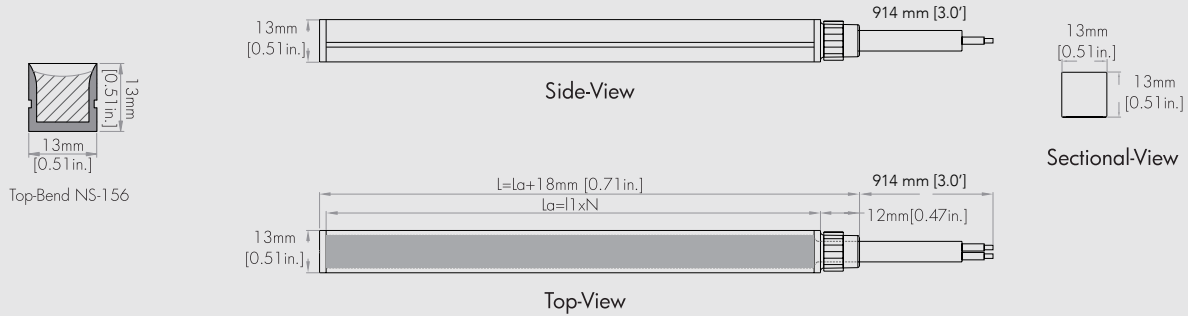 13mm
[0.51in.]
13mm
[0.51in.]
Top-Bend NS-156
13mm
[0.51in.]
914 mm [3.0']
Side-View
13mm
[0.51in.]
13mm
[0.51in.]
Sectional-View
L=La+18mm [0.71in.]
914 mm [3.0']
La=l1xN
12mm[0.47in.]
13mm
[0.51in.]
Top-View